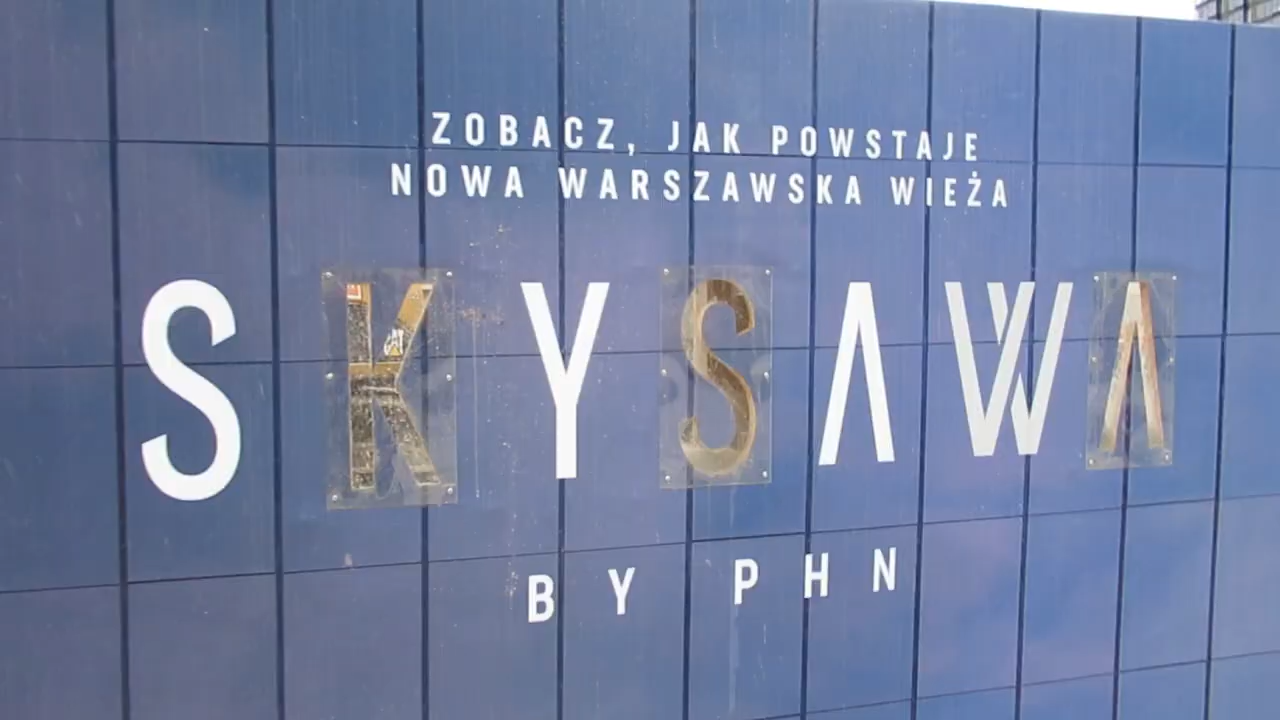 ZOBACZ, JAK POWSTAJE
NOWA WARSZAWSKA WIEŻA
SKYSAWA
BY PHN